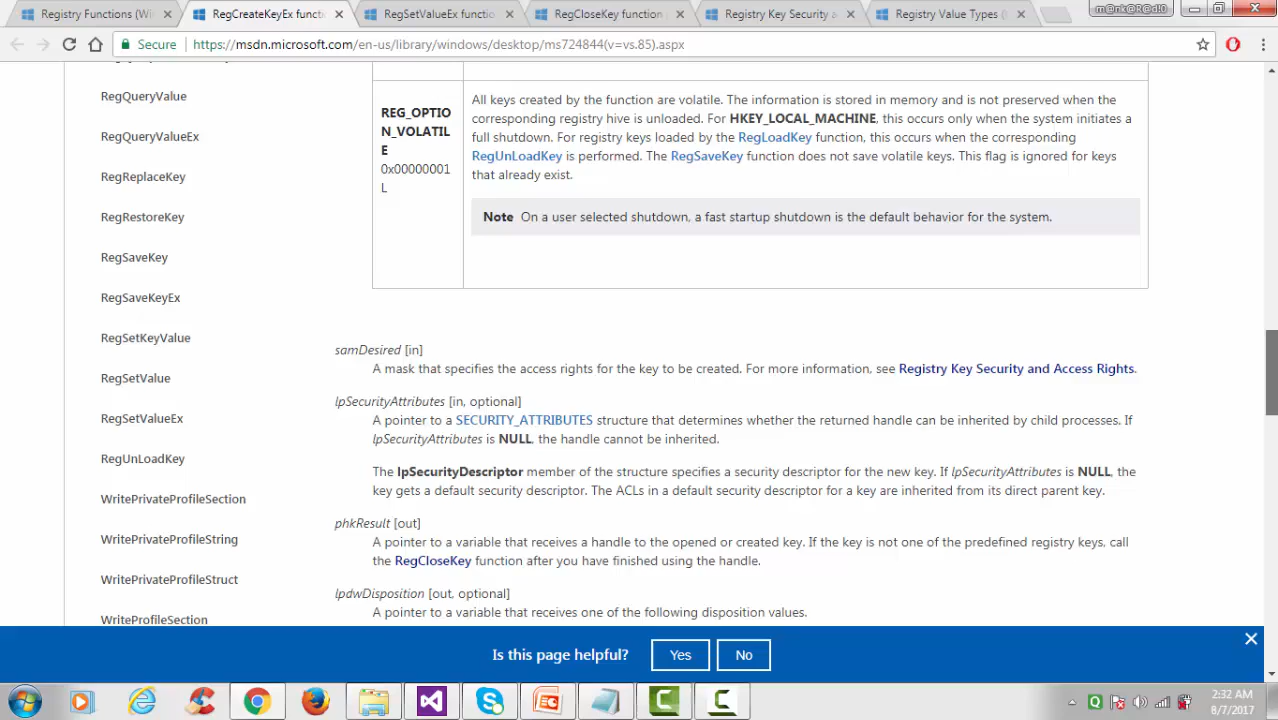 Registry Functions (Wi
RegCreateKeyEx functi
RegSetValueEx functio
RegCloseKey function
Registry Key Security a
Registry Value Types (
m@nk@R@dl0
Secure
https://msdn.microsoft.com/en-us/library/windows/desktop/ms724844(v=vs.85).aspx
RegQueryValue
RegQueryValueEx
RegReplaceKey
RegRestoreKey
RegSaveKey
RegSaveKeyEx
RegSetKeyValue
RegSetValue
RegSetValueEx
RegUnLoadKey
WritePrivateProfileSection
WritePrivateProfileString
WritePrivateProfileStruct
WriteProfileSection
REG_OPTIO
N_VOLATIL
E
0x00000001
L
All keys created by the function are volatile. The information is stored in memory and is not preserved when the
corresponding registry hive is unloaded. For HKEY_LOCAL_MACHINE, this occurs only when the system initiates a
full shutdown. For registry keys loaded by the RegLoadKey function, this occurs when the corresponding
RegUnLoadKey is performed. The RegSaveKey function does not save volatile keys. This flag is ignored for keys
that already exist.
Note On a user selected shutdown, a fast startup shutdown is the default behavior for the system.
samDesired [in]
A mask that specifies the access rights for the key to be created. For more information, see Registry Key Security and Access Rights.
lpSecurityAttributes [in, optional]
A pointer to a SECURITY_ATTRIBUTES structure that determines whether the returned handle can be inherited by child processes. If
lpSecurityAttributes is NULL, the handle cannot be inherited.
The lpSecurityDescriptor member of the structure specifies a security descriptor for the new key. If lpSecurityAttributes is NULL, the
key gets a default security descriptor. The ACLs in a default security descriptor for a key are inherited from its direct parent key.
phkResult [out]
A pointer to a variable that receives a handle to the opened or created key. If the key is not one of the predefined registry keys, call
the RegCloseKey function after you have finished using the handle.
lpdwDisposition [out, optional]
A pointer to a variable that receives one of the following disposition values.
Is this page helpful?
Yes
No
2:32 AM
8/7/2017